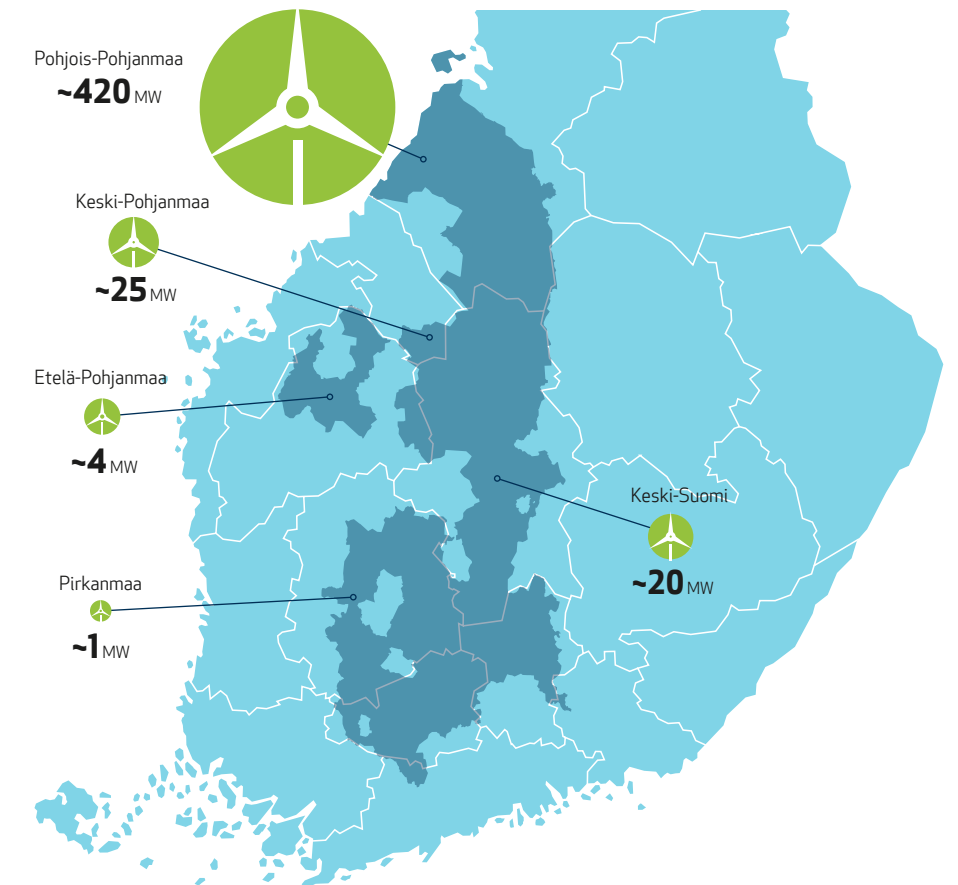 Pohjois-Pohjanmaa
~420 MW
Keski-Pohjanmaa
~25 MW
Etelä-Pohjanmaa
~4 MW
Keski-Suomi
~20 MW
Pirkanmaa
~1 MW